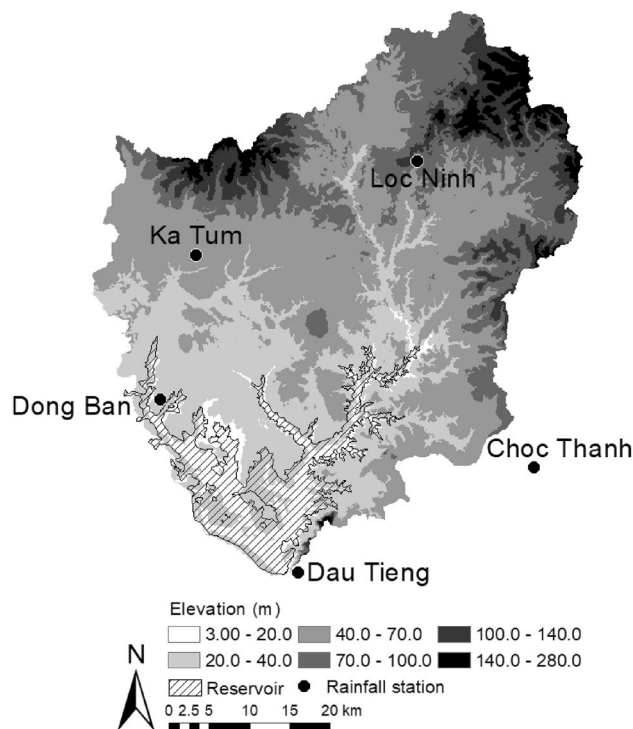 Loc Ninh
Ka Tum
Dong Ban
Choc Thanh
Dau Tieng
Elevation (m)
3.00 - 20.0 40.0 - 70.0 100.0 - 140.0
20.0 - 40.0 70.0 - 100.0 140.0 - 280.0
N Reservoir Rainfall station
0 2.5 5 10 15 20 km